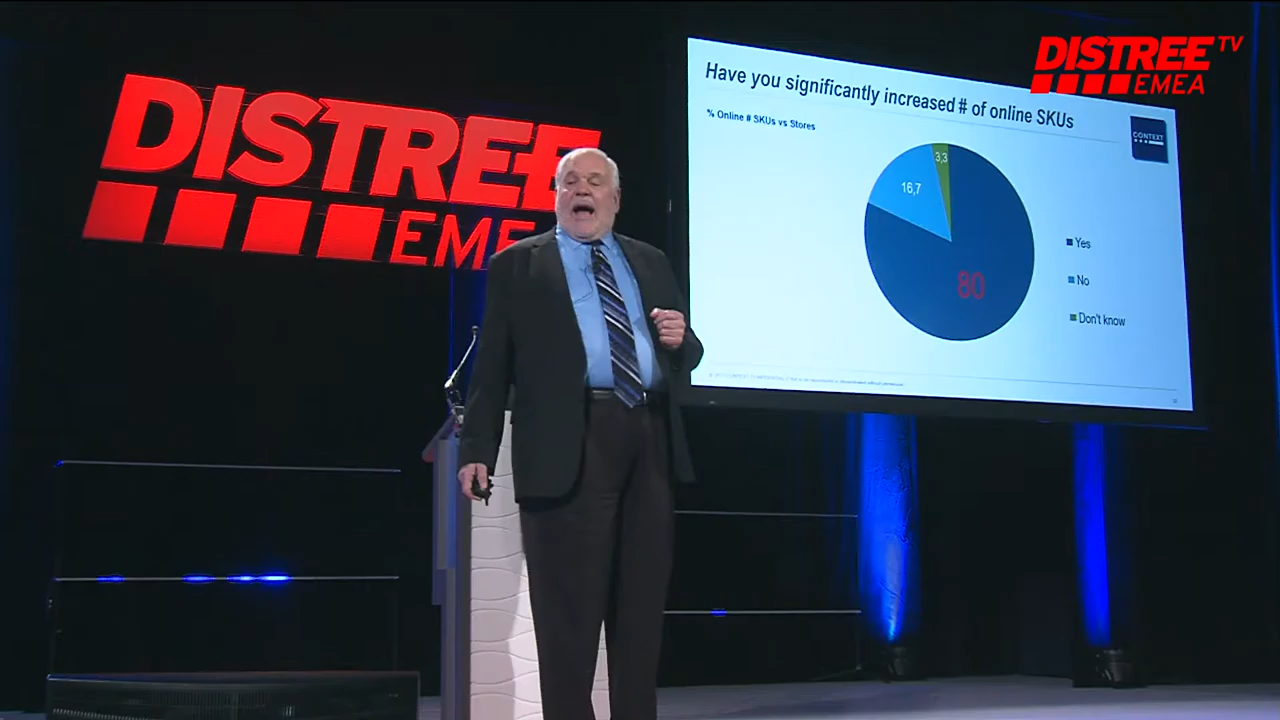 DISTREE TV
EMEA
DISTREE
EMEA
Have you significantly increased # of online SKUs
% Online # SKUs vs Stores
CONTEXT
3,3
16,7
80
Yes
No
Don't know